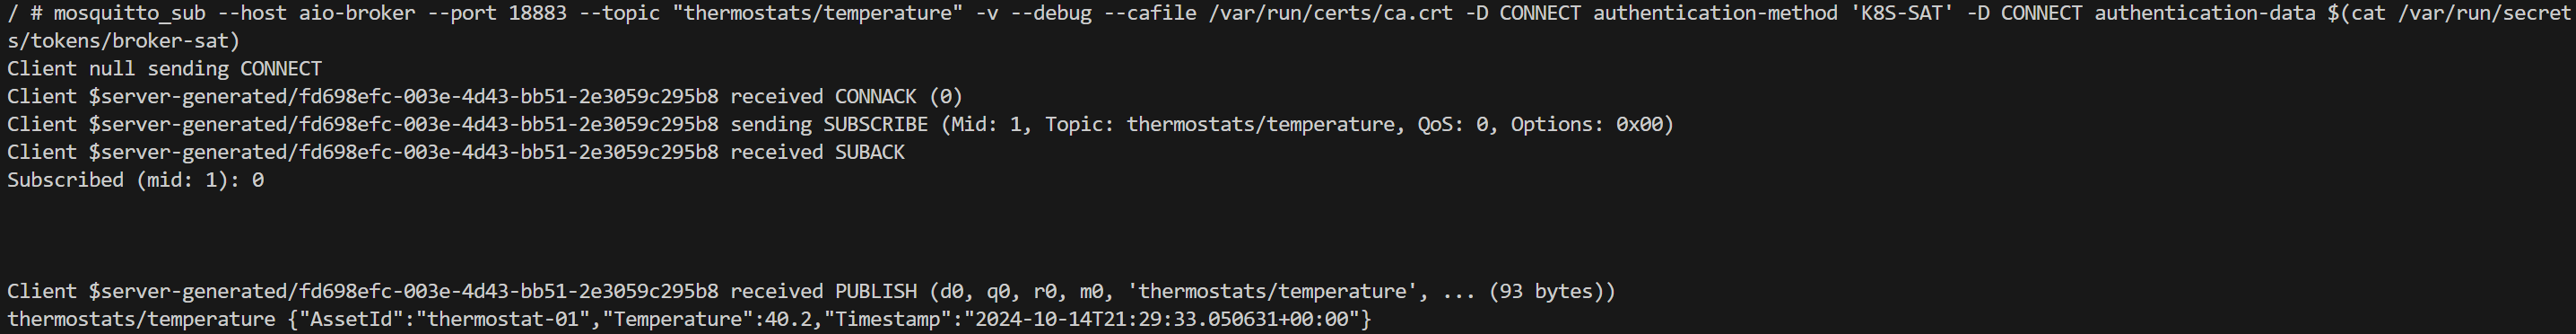 / # mosquitto_sub --host aio-broker --port 18883 --topic "thermostats/temperature" -v --debug --cafile /var/run/certs/ca.crt -D CONNECT authentication-method 'K8S-SAT' -D CONNECT authentication-data $(cat /var/run/secret
s/tokens/broker-sat)
Client null sending CONNECT
Client $server-generated/fd698efc-003e-4d43-bb51-2e3059c295b8 received CONNACK (0)
Client $server-generated/fd698efc-003e-4d43-bb51-2e3059c295b8 sending SUBSCRIBE (Mid: 1, Topic: thermostats/temperature, QoS: 0, Options: 0x00)
Client $server-generated/fd698efc-003e-4d43-bb51-2e3059c295b8 received SUBACK
Subscribed (mid: 1): 0
Client $server-generated/fd698efc-003e-4d43-bb51-2e3059c295b8 received PUBLISH (d0, q0, r0, m0, 'thermostats/temperature', ... (93 bytes))
thermostats/temperature {"AssetId":"thermostat-01","Temperature":40.2,"Timestamp":"2024-10-14T21:29:33.050631+00:00"}